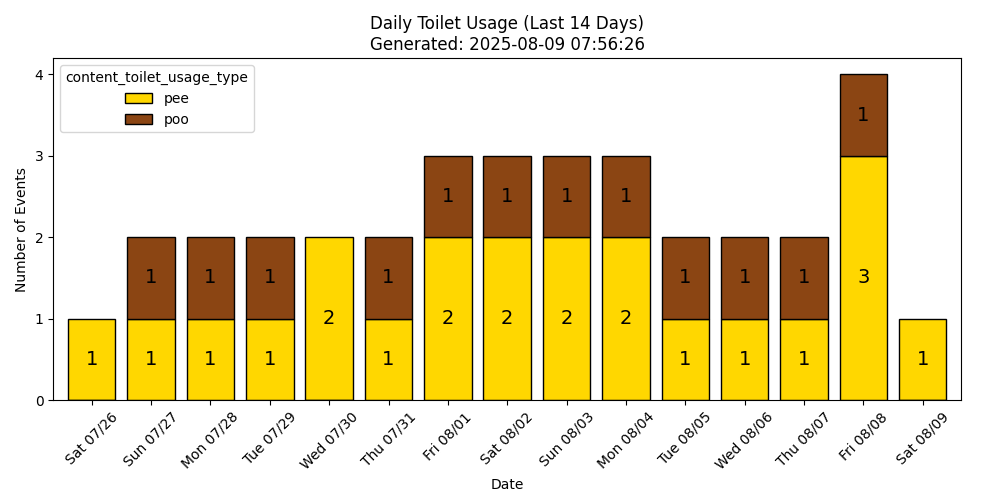 Daily Toilet Usage (Last 14 Days)
Generated: 2025-08-09 07:56:26
content_toilet_usage_type
pee
poo
Number of Events
4
3
2
1
0
1
1
1
1
1
1
1
2
1
1
1
2
1
2
1
2
1
2
1
1
1
1
1
1
1
3
1
Sat 07/26
Sun 07/27
Mon 07/28
Tue 07/29
Wed 07/30
Thu 07/31
Fri 08/01
Sat 08/02
Sun 08/03
Mon 08/04
Tue 08/05
Wed 08/06
Thu 08/07
Fri 08/08
Sat 08/09
Date